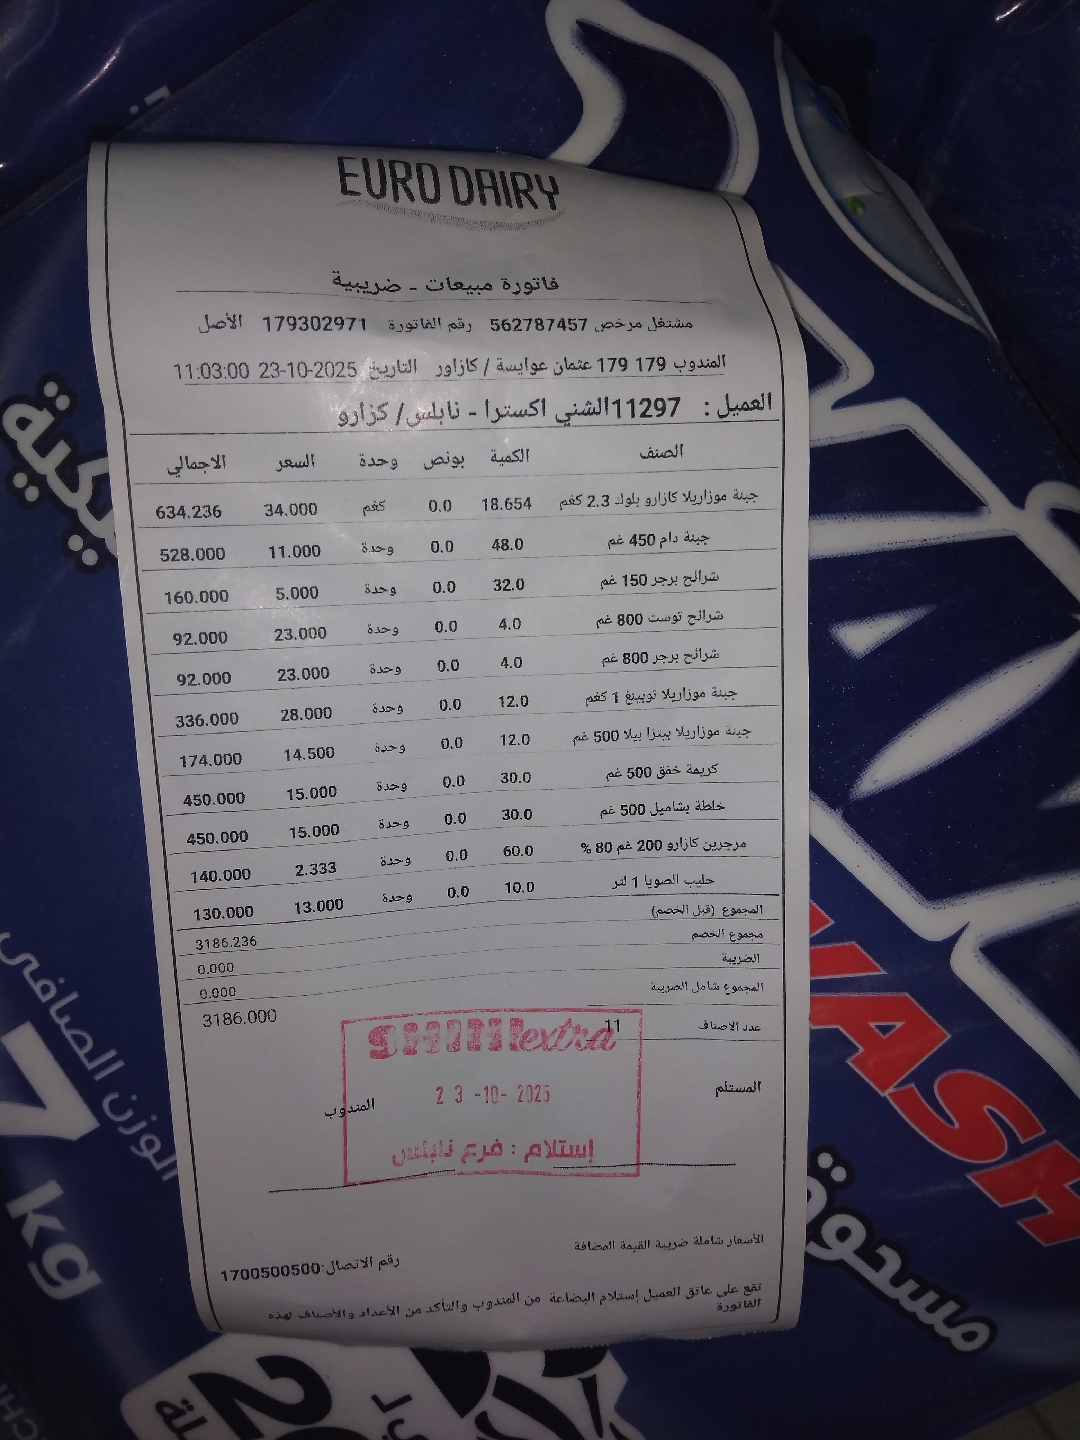 EURO DAIRY
فاتورة مبيعات - ضريبية
مشتغل مرخص 562787457 رقم الفاتورة 179302971 الأصل
المندوب 179 179 عثمان عوايسة / كازاور التاريخ 23-10-2025 11:03:00
العميل : 11297الشني اكسترا - نابلس/ كزارو
الصنف الكمية بونص وحدة السعر الاجمالي
جبنة موزاريلا كازارو بلوك 2.3 كغم 18.654 0.0 كغم 34.000 634.236
جبنة دام 450 غم 48.0 0.0 وحدة 11.000 528.000
شرائح برجر 150 غم 32.0 0.0 وحدة 5.000 160.000
شرائح توست 800 غم 4.0 0.0 وحدة 23.000 92.000
شرائح برجر 800 غم 4.0 0.0 وحدة 23.000 92.000
جبنة موزاريلا توبينغ 1 كغم 12.0 0.0 وحدة 28.000 336.000
جبنة موزاريلا بيتزا بيلا 500 غم 12.0 0.0 وحدة 14.500 174.000
كريمة خفق 500 غم 30.0 0.0 وحدة 15.000 450.000
خلطة بشاميل 500 غم 30.0 0.0 وحدة 15.000 450.000
مرجرين كازارو 200 غم 80 % 60.0 0.0 وحدة 2.333 140.000
حليب الصويا 1 لتر 10.0 0.0 وحدة 13.000 130.000
المجموع (قبل الخصم) 3186.236
مجموع الخصم 0.000
الضريبة 0.000
المجموع شامل الضريبة 3186.000
عدد الاصناف 11
SHINIextra
23-10-2025
إستلام : فرع نابلس
المستلم المندوب
الأسعار شاملة ضريبة القيمة المضافة
رقم الاتصال:1700500500
تقع على عاتق العميل إستلام البضاعة من المندوب والتأكد من الأعداد والأصناف لهذه
الفاتورة
WASH
مسحوق
الوزن الصافي
7 kg